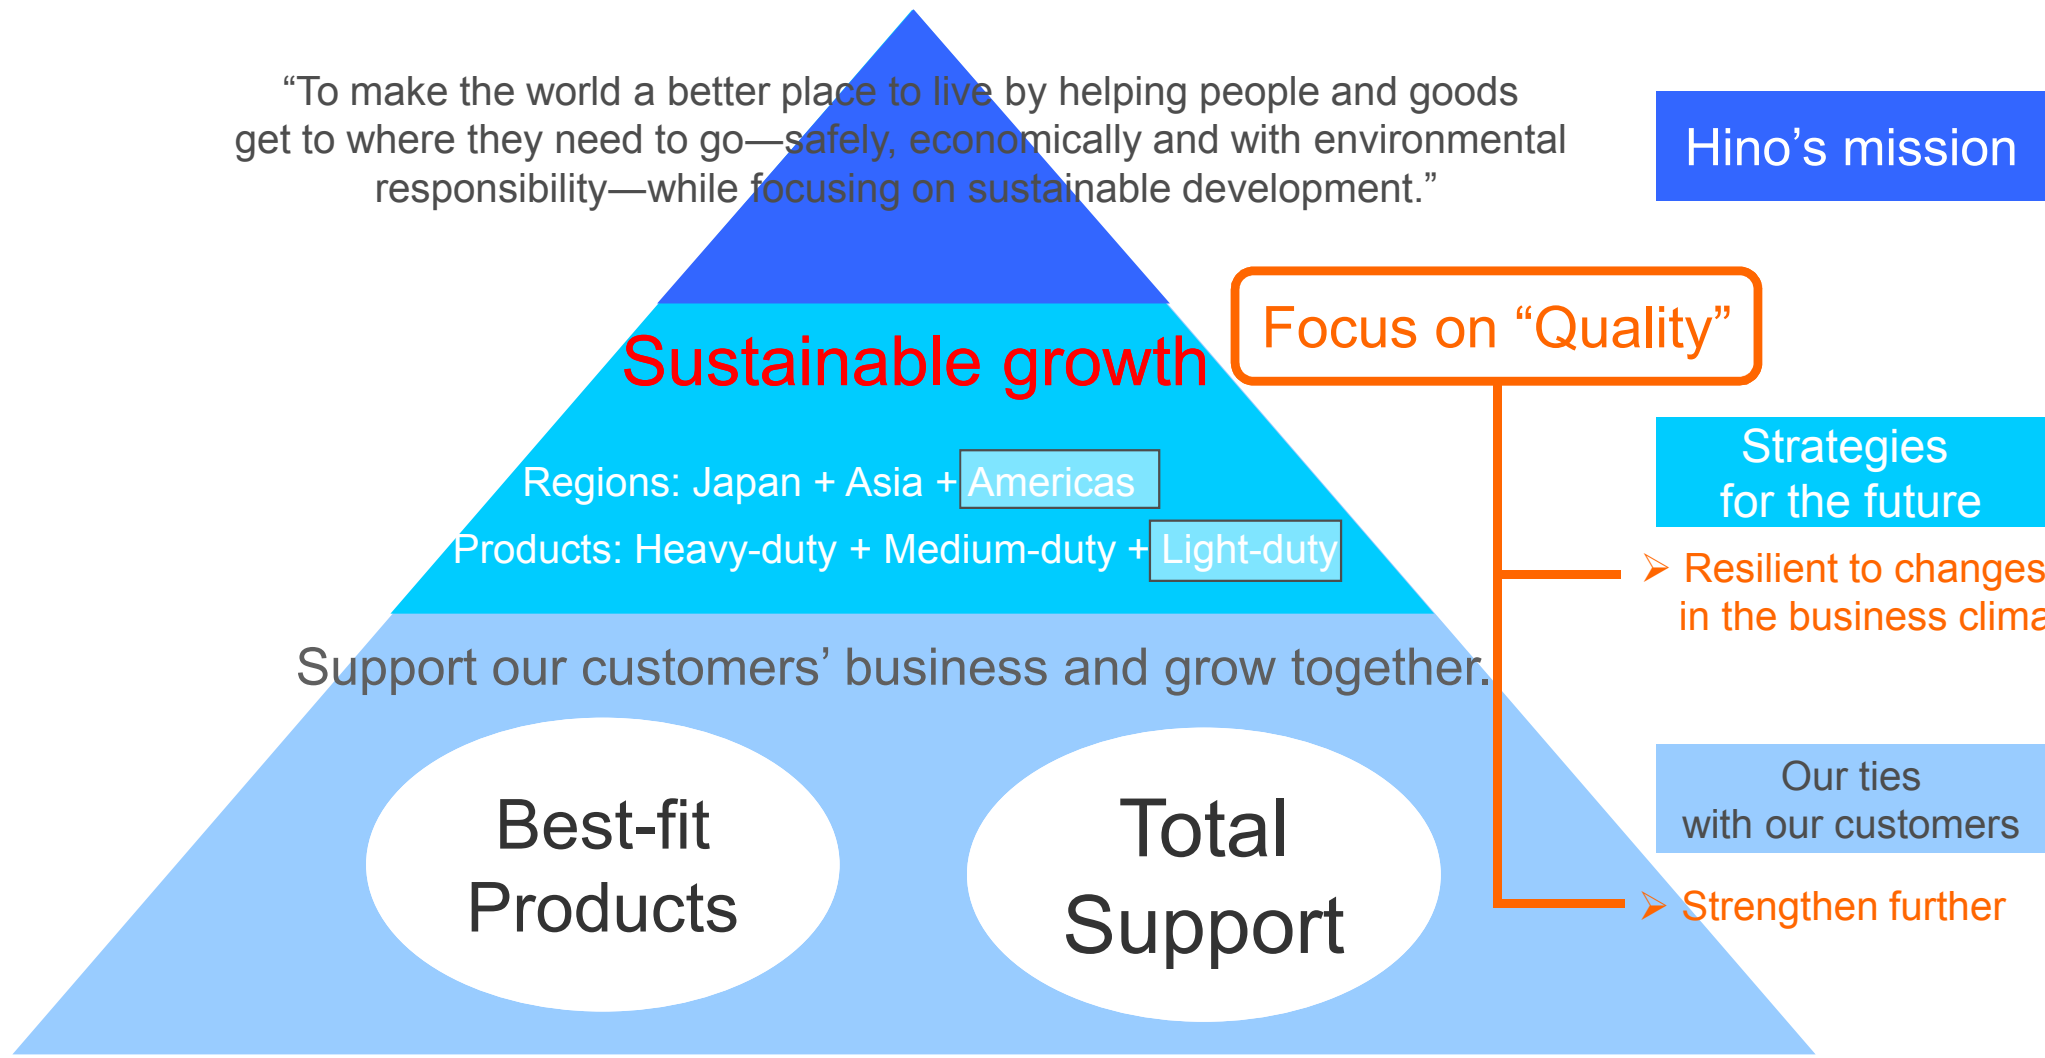 “To make the world a better place to live by helping people and goods
get to where they need to go—safely, economically and with environmental
responsibility—while focusing on sustainable development.”
Hino’s mission
Focus on “Quality”
Sustainable growth
Regions: Japan + Asia + Americas
Products: Heavy-duty + Medium-duty + Light-duty
Strategies
for the future
➢ Resilient to changes
in the business
Support our customers’ business and grow together.
Best-fit
Products
Total
Support
Our ties
with our customers
➢ Strengthen further